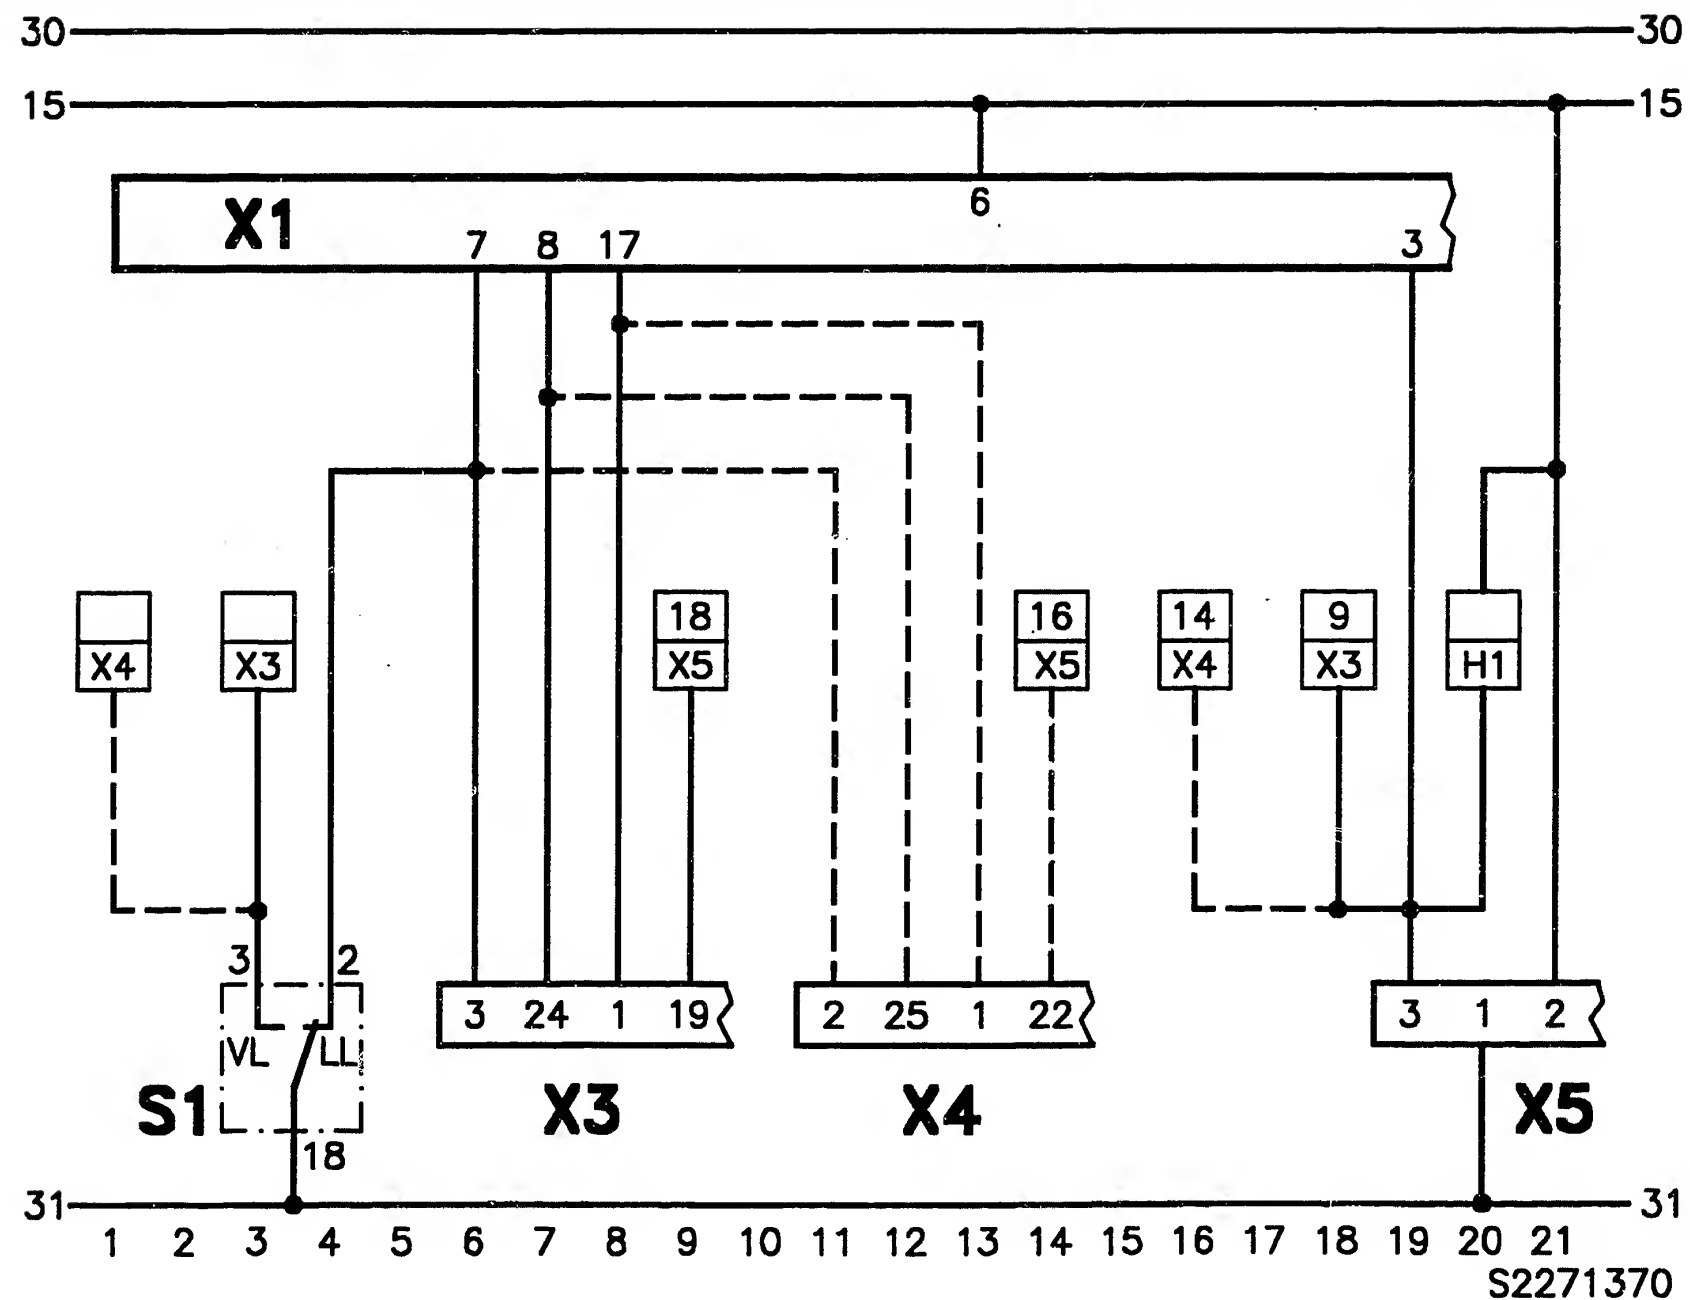 30 30
15 15
X1 6
7 8 17 3
18 16 14 9
X4 X3 X5 X5 X4 X3 H1
3 2
3 24 1 19 2 25 1 22 3 1 2
VL LL
S1 X3 X4 X5
18
31 31
1 2 3 4 5 6 7 8 9 10 11 12 13 14 15 16 17 18 19 20 21
S2271370